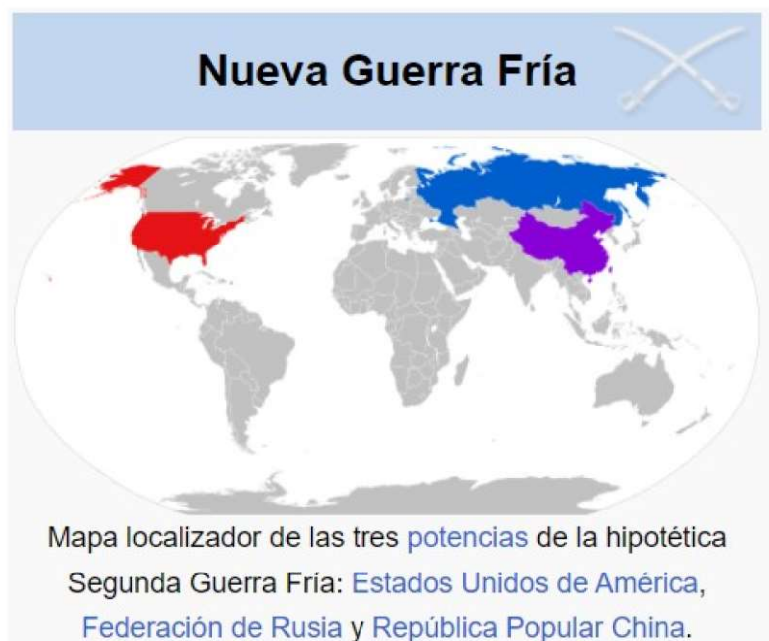 Nueva Guerra Fría
Mapa localizador de las tres potencias de la hipotética
Segunda Guerra Fría: Estados Unidos de América,
Federación de Rusia y República Popular China.